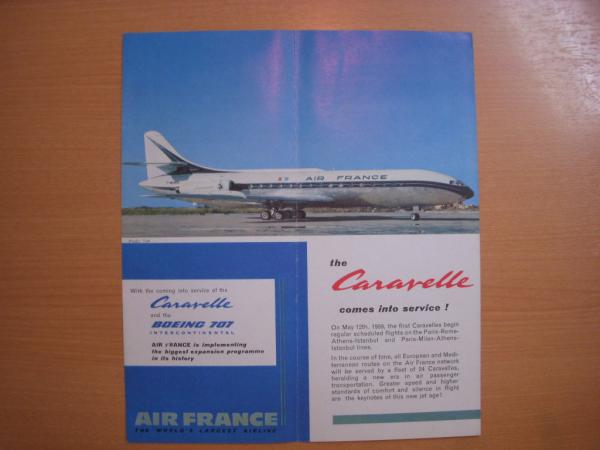 AIR FRANCE
With the coming into service of the
Caravelle
and the
BOEING 707
INTERCONTINENTAL
AIR FRANCE is implementing
the biggest expansion programme
in its history
AIR FRANCE
THE WORLD'S LARGEST AIRLINE
the
Caravelle
comes into service !
On May 12th, 1959, the first Caravelles begin
regular scheduled flights on the Paris-Rome-
Athens-Istanbul and Paris-Milan-Athens-
Istanbul lines.
In the course of time, all European and Medi-
terranean routes on the Air France network
will be served by a fleet of 24 Caravelles,
heralding a new era in air passenger
transportation. Greater speed and higher
standards of comfort and silence in flight
are the keynotes of this new jet age !